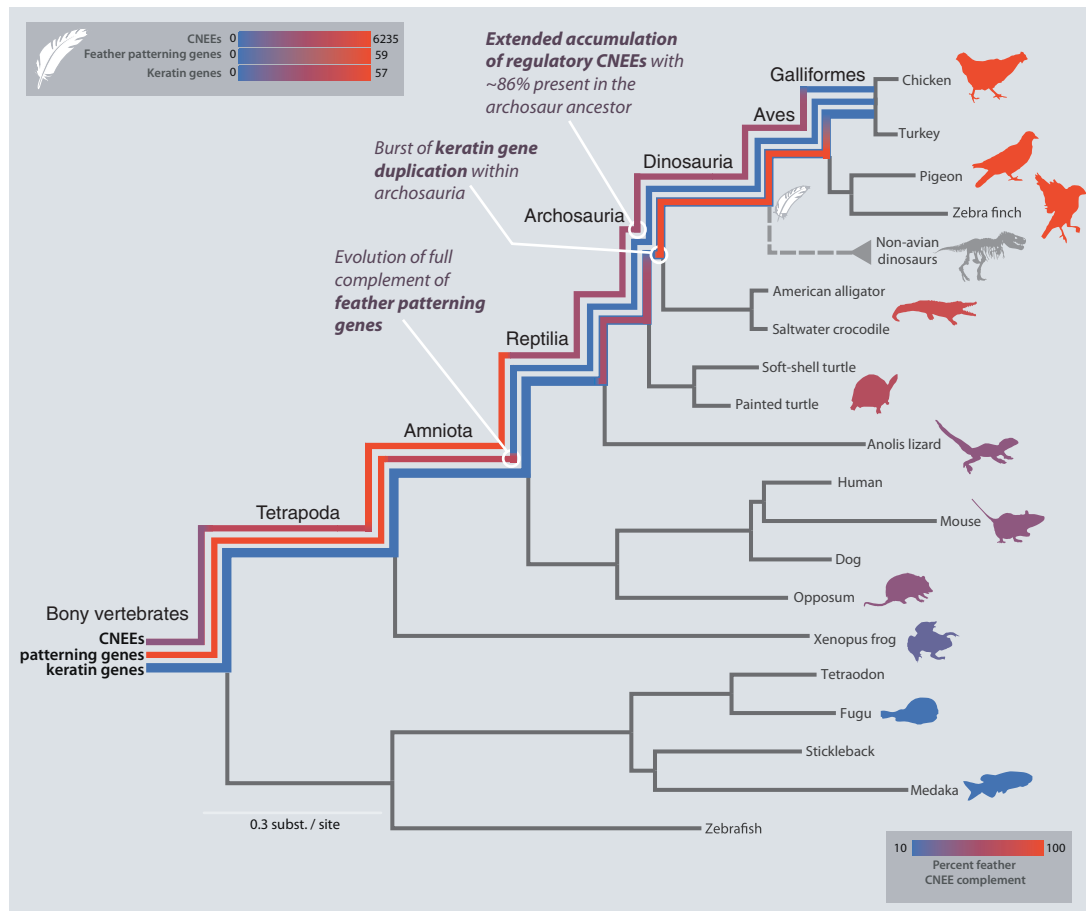 CNEEs 0 6235
Feather patterning genes 0 59
Keratin genes 0 57
Extended accumulation
of regulatory CNEEs with
~86% present in the
archosaur ancestor
Burst of keratin gene
duplication within
archosauria
Evolution of full
complement of
feather patterning
genes
Galliformes
Aves
Dinosauria
Archosauria
Reptilia
Amniota
Tetrapoda
Bony vertebrates
CNEEs
patterning genes
keratin genes
Chicken
Turkey
Pigeon
Zebra finch
Non-avian
dinosaurs
American alligator
Saltwater crocodile
Soft-shell turtle
Painted turtle
Anolis lizard
Human
Mouse
Dog
Opossum
Xenopus frog
Tetraodon
Fugu
Stickleback
Medaka
Zebrafish
0.3 subst. / site
10 100
Percent feather
CNEE complement